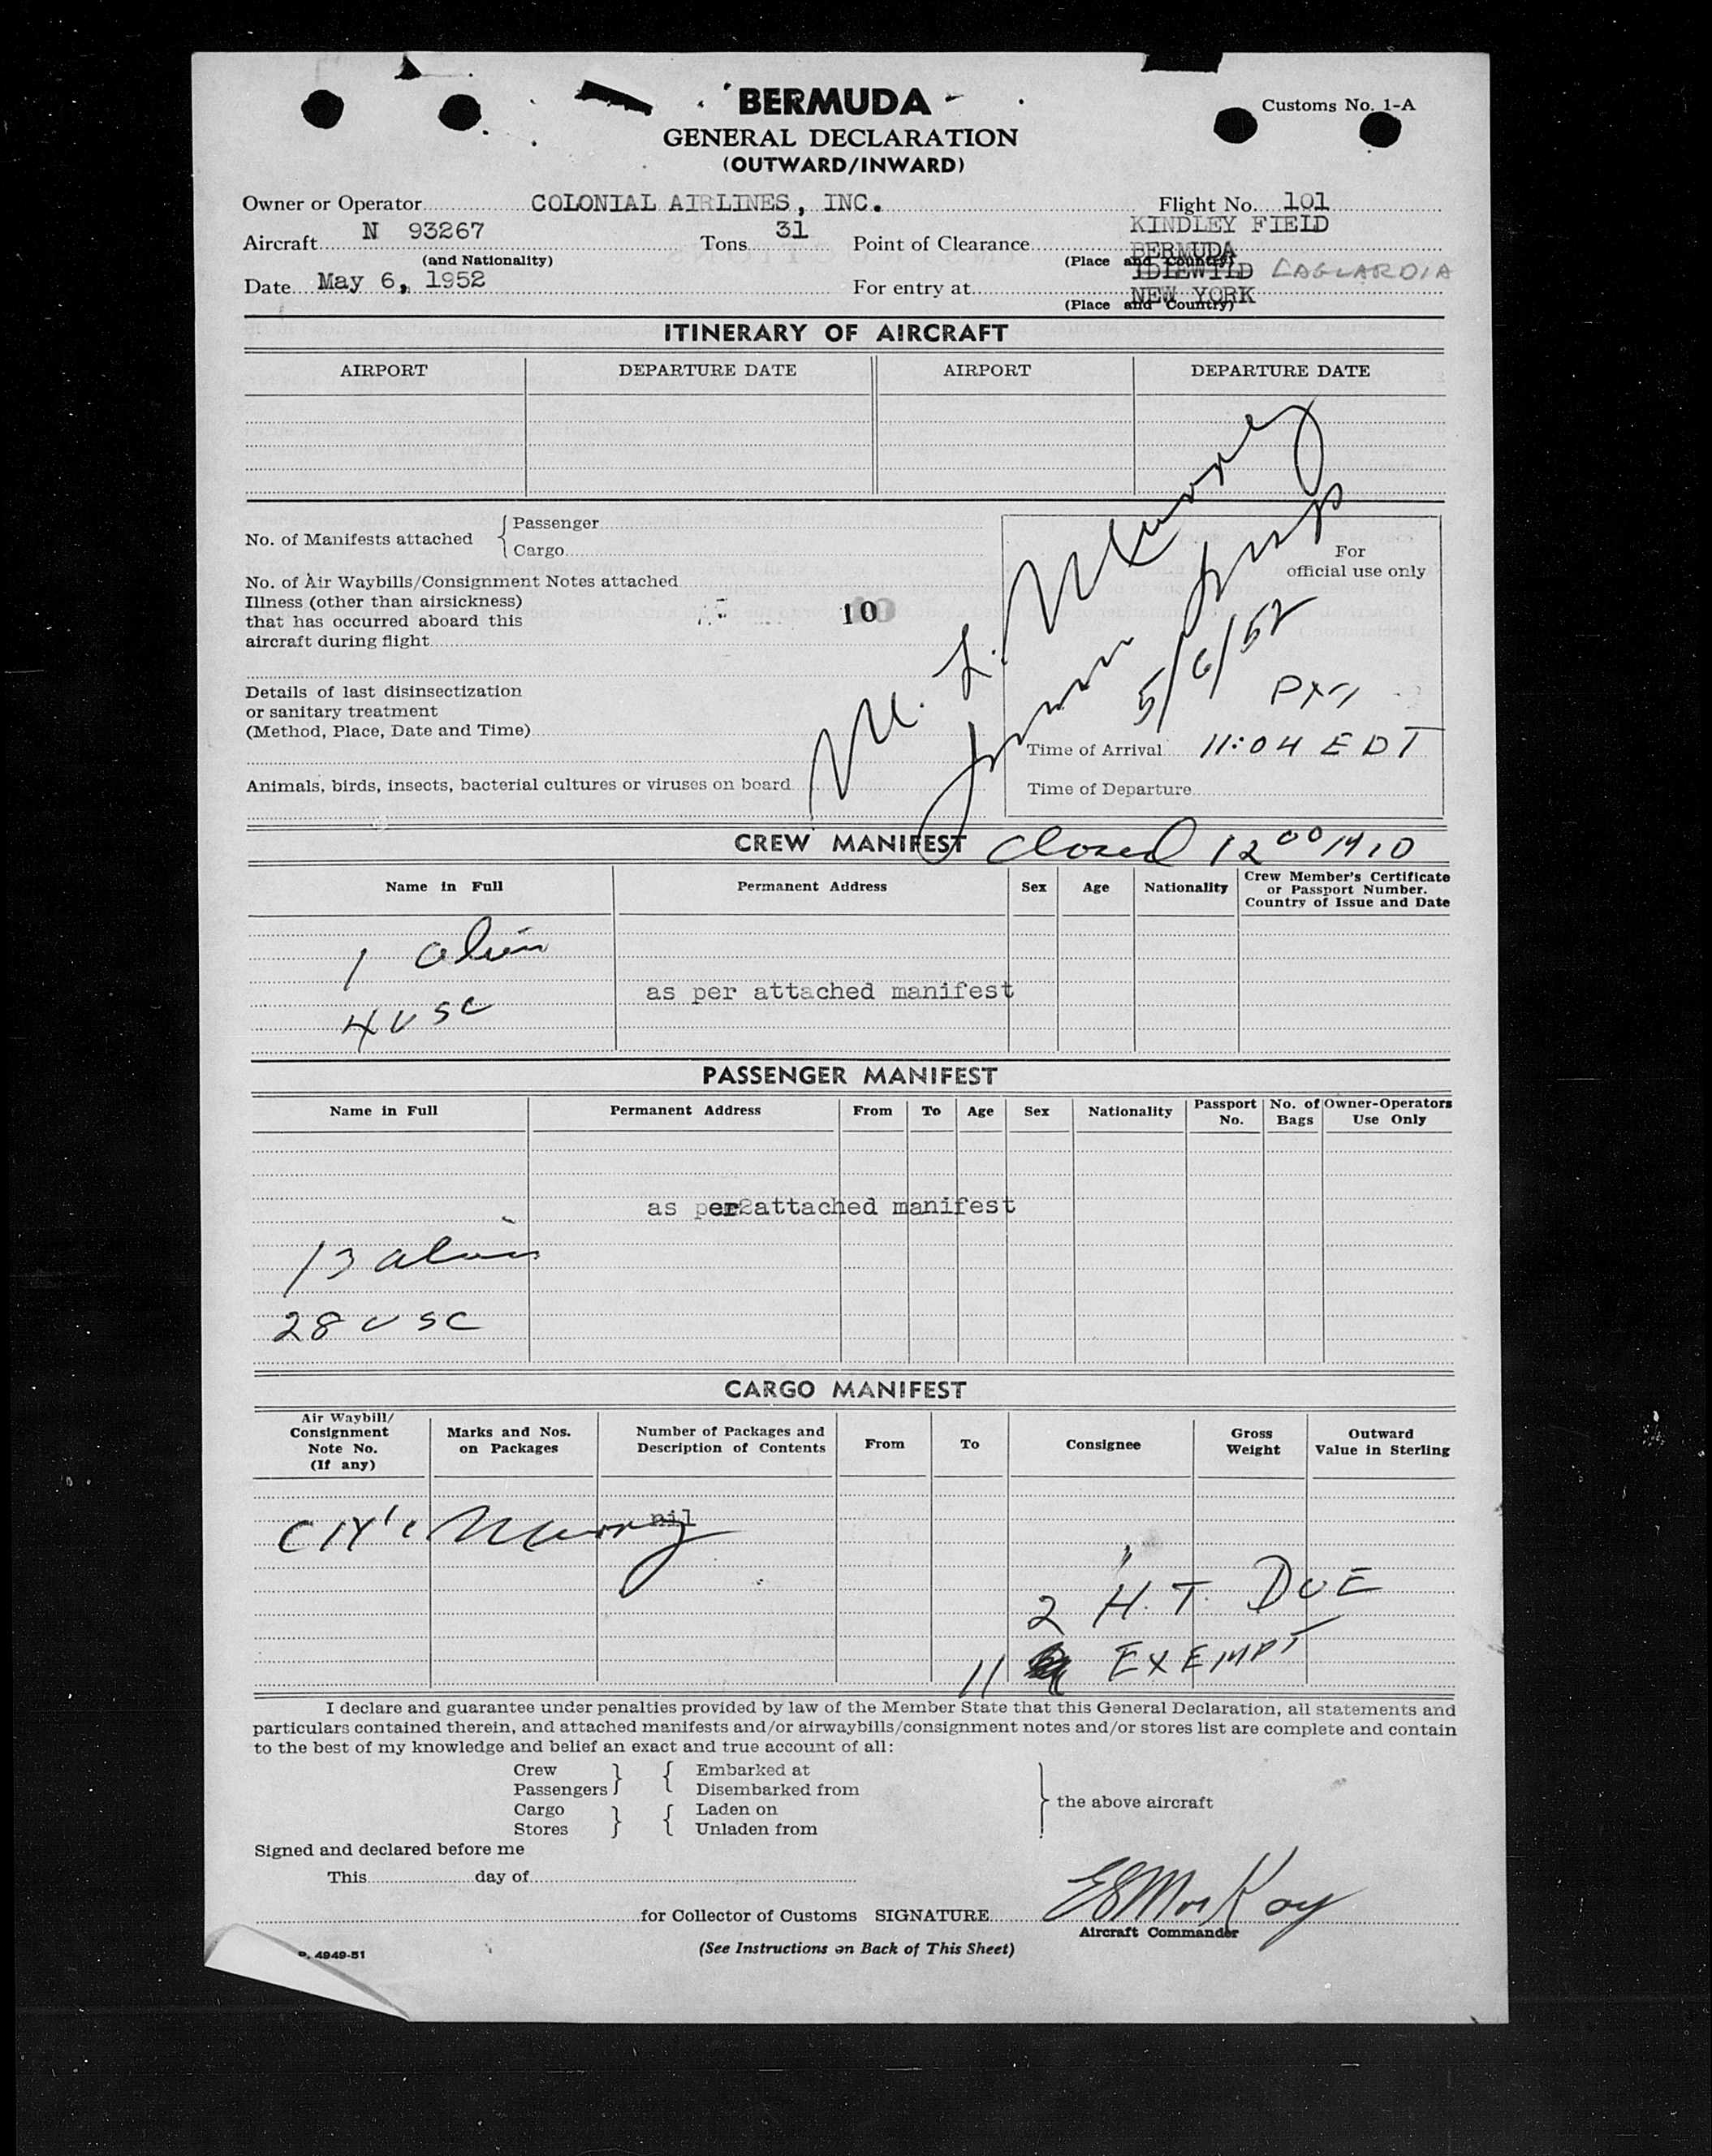 BERMUDA
Customs No. 1-A
GENERAL DECLARATION
(OUTWARD/INWARD)
Owner or Operator COLONIAL AIRLINES, INC. Flight No. 101
Aircraft N 93267 Tons 31 Point of Clearance KINDLEY FIELD BERMUDA
(and Nationality) (Place and Country)
Date May 6, 1952 For entry at IDLEWILD LAGUARDIA NEW YORK
(Place and Country)
ITINERARY OF AIRCRAFT
AIRPORT DEPARTURE DATE AIRPORT DEPARTURE DATE
No. of Manifests attached { Passenger
Cargo
For
official use only
No. of Air Waybills/Consignment Notes attached
Illness (other than airsickness)
that has occurred aboard this
aircraft during flight
10
5/6/52
Details of last disinsectization
or sanitary treatment
(Method, Place, Date and Time)
Time of Arrival 11:04 EDT
Animals, birds, insects, bacterial cultures or viruses on board
Time of Departure
CREW MANIFEST closed 12 00
Name in Full Permanent Address Sex Age Nationality Crew Member's Certificate or Passport Number. Country of Issue and Date
1 alien
as per attached manifest
4 USC
PASSENGER MANIFEST
Name in Full Permanent Address From To Age Sex Nationality Passport No. No. of Bags Owner-Operators Use Only
as per attached manifest
13 aliens
28 USC
CARGO MANIFEST
Air Waybill/ Consignment Note No. (If any) Marks and Nos. on Packages Number of Packages and Description of Contents From To Consignee Gross Weight Outward Value in Sterling
nil
2 H.T. DUE
11 EXEMPT
I declare and guarantee under penalties provided by law of the Member State that this General Declaration, all statements and
particulars contained therein, and attached manifests and/or airwaybills/consignment notes and/or stores list are complete and contain
to the best of my knowledge and belief an exact and true account of all:
Crew } { Embarked at
Passengers Disembarked from
Cargo } { Laden on
Stores Unladen from
} the above aircraft
Signed and declared before me
This day of
for Collector of Customs SIGNATURE
Aircraft Commander
4949-51
(See Instructions on Back of This Sheet)